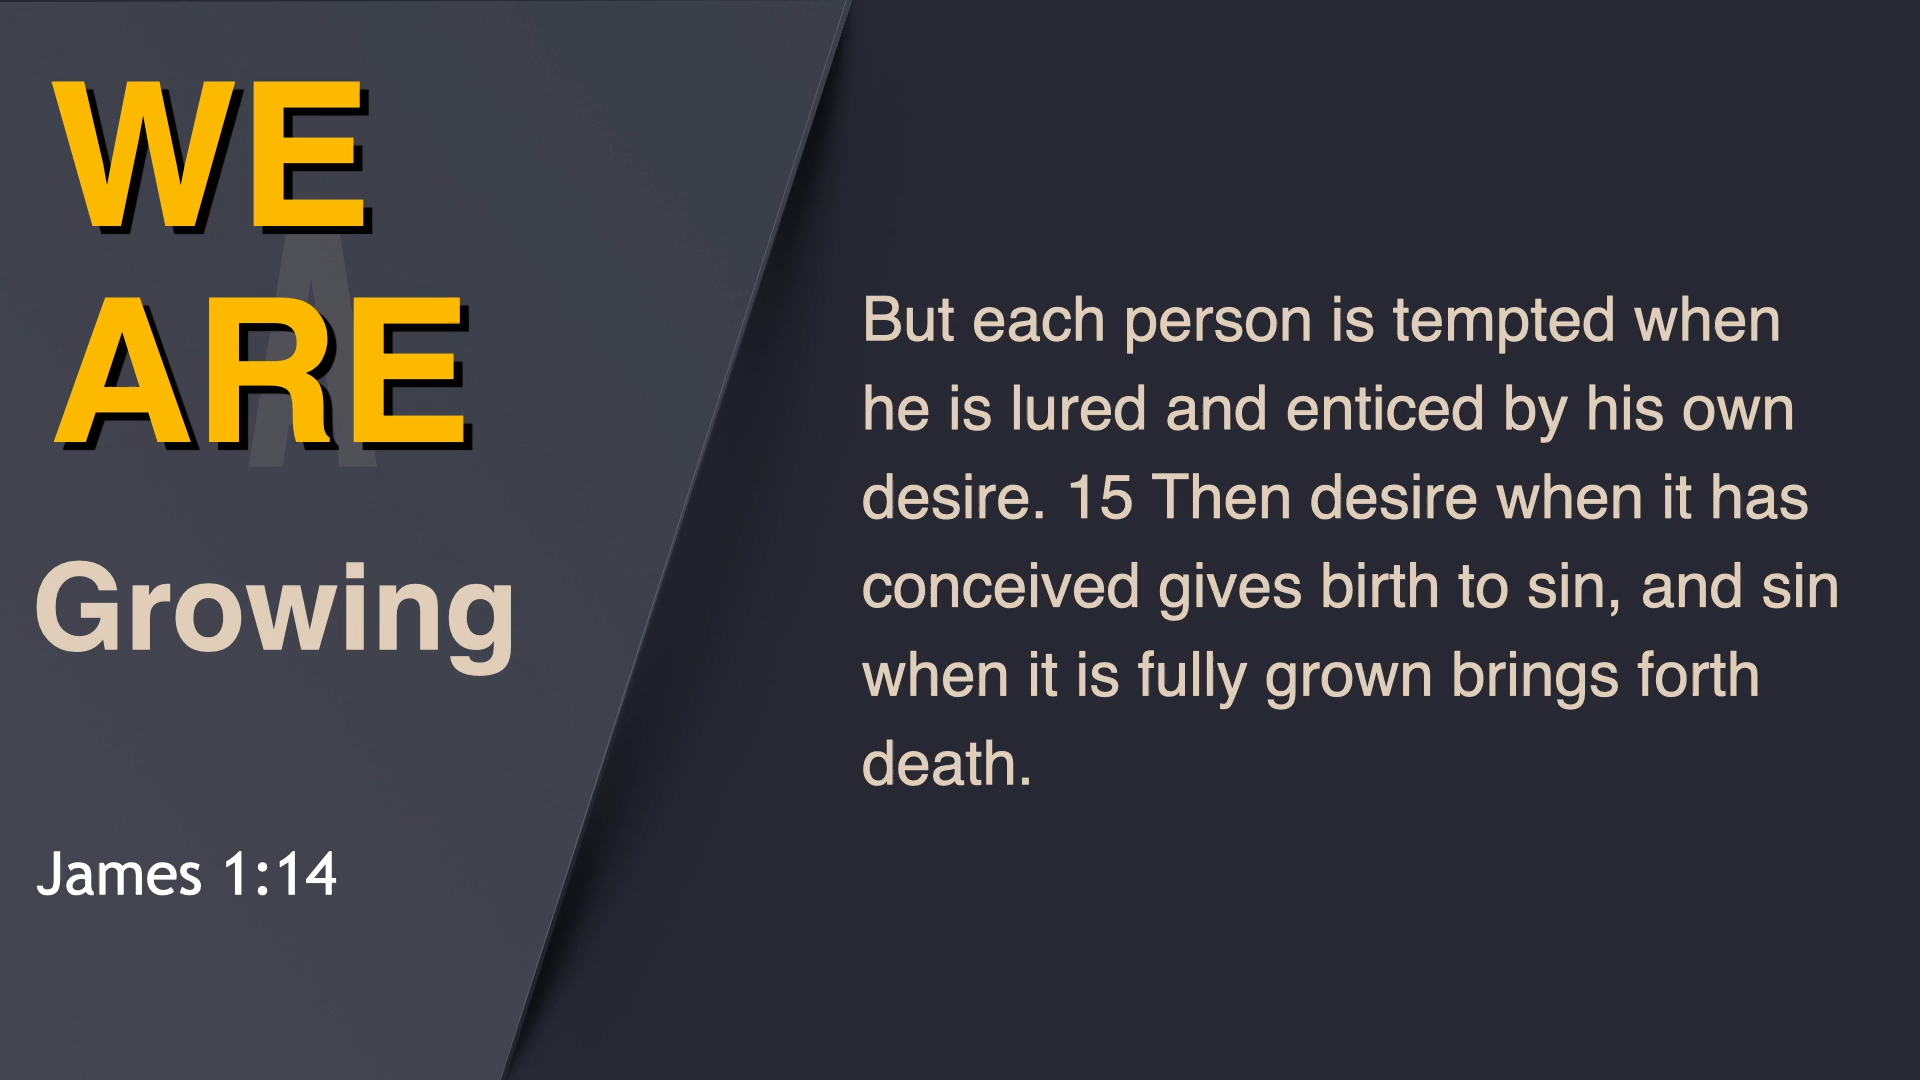 WE
ARE
Growing
James 1:14
But each person is tempted when
he is lured and enticed by his own
desire. 15 Then desire when it has
conceived gives birth to sin, and sin
when it is fully grown brings forth
death.